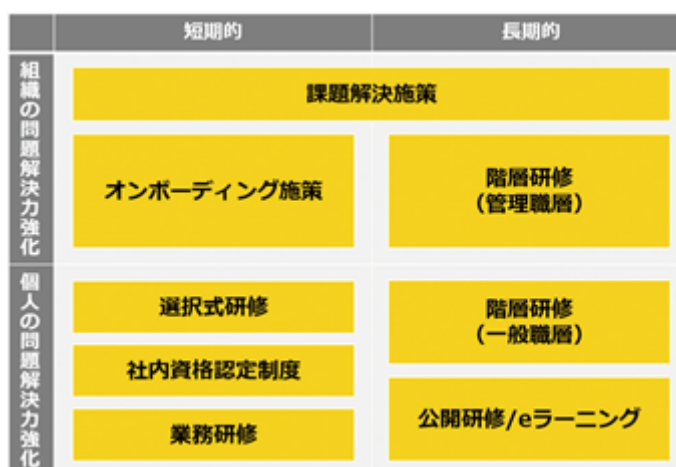 短期的
長期的
組織の問題解決力強化
課題解決施策
オンボーディング施策
階層研修
（管理職層）
個人の問題解決力強化
選択式研修
社内資格認定制度
業務研修
階層研修
（一般職層）
公開研修/eラーニング